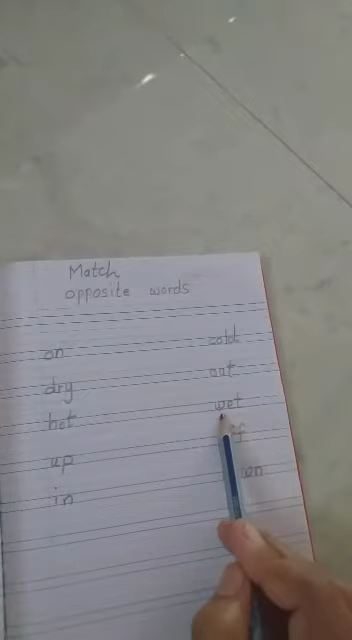 Match
opposite words
on cold
dry out
hot wet
up
in